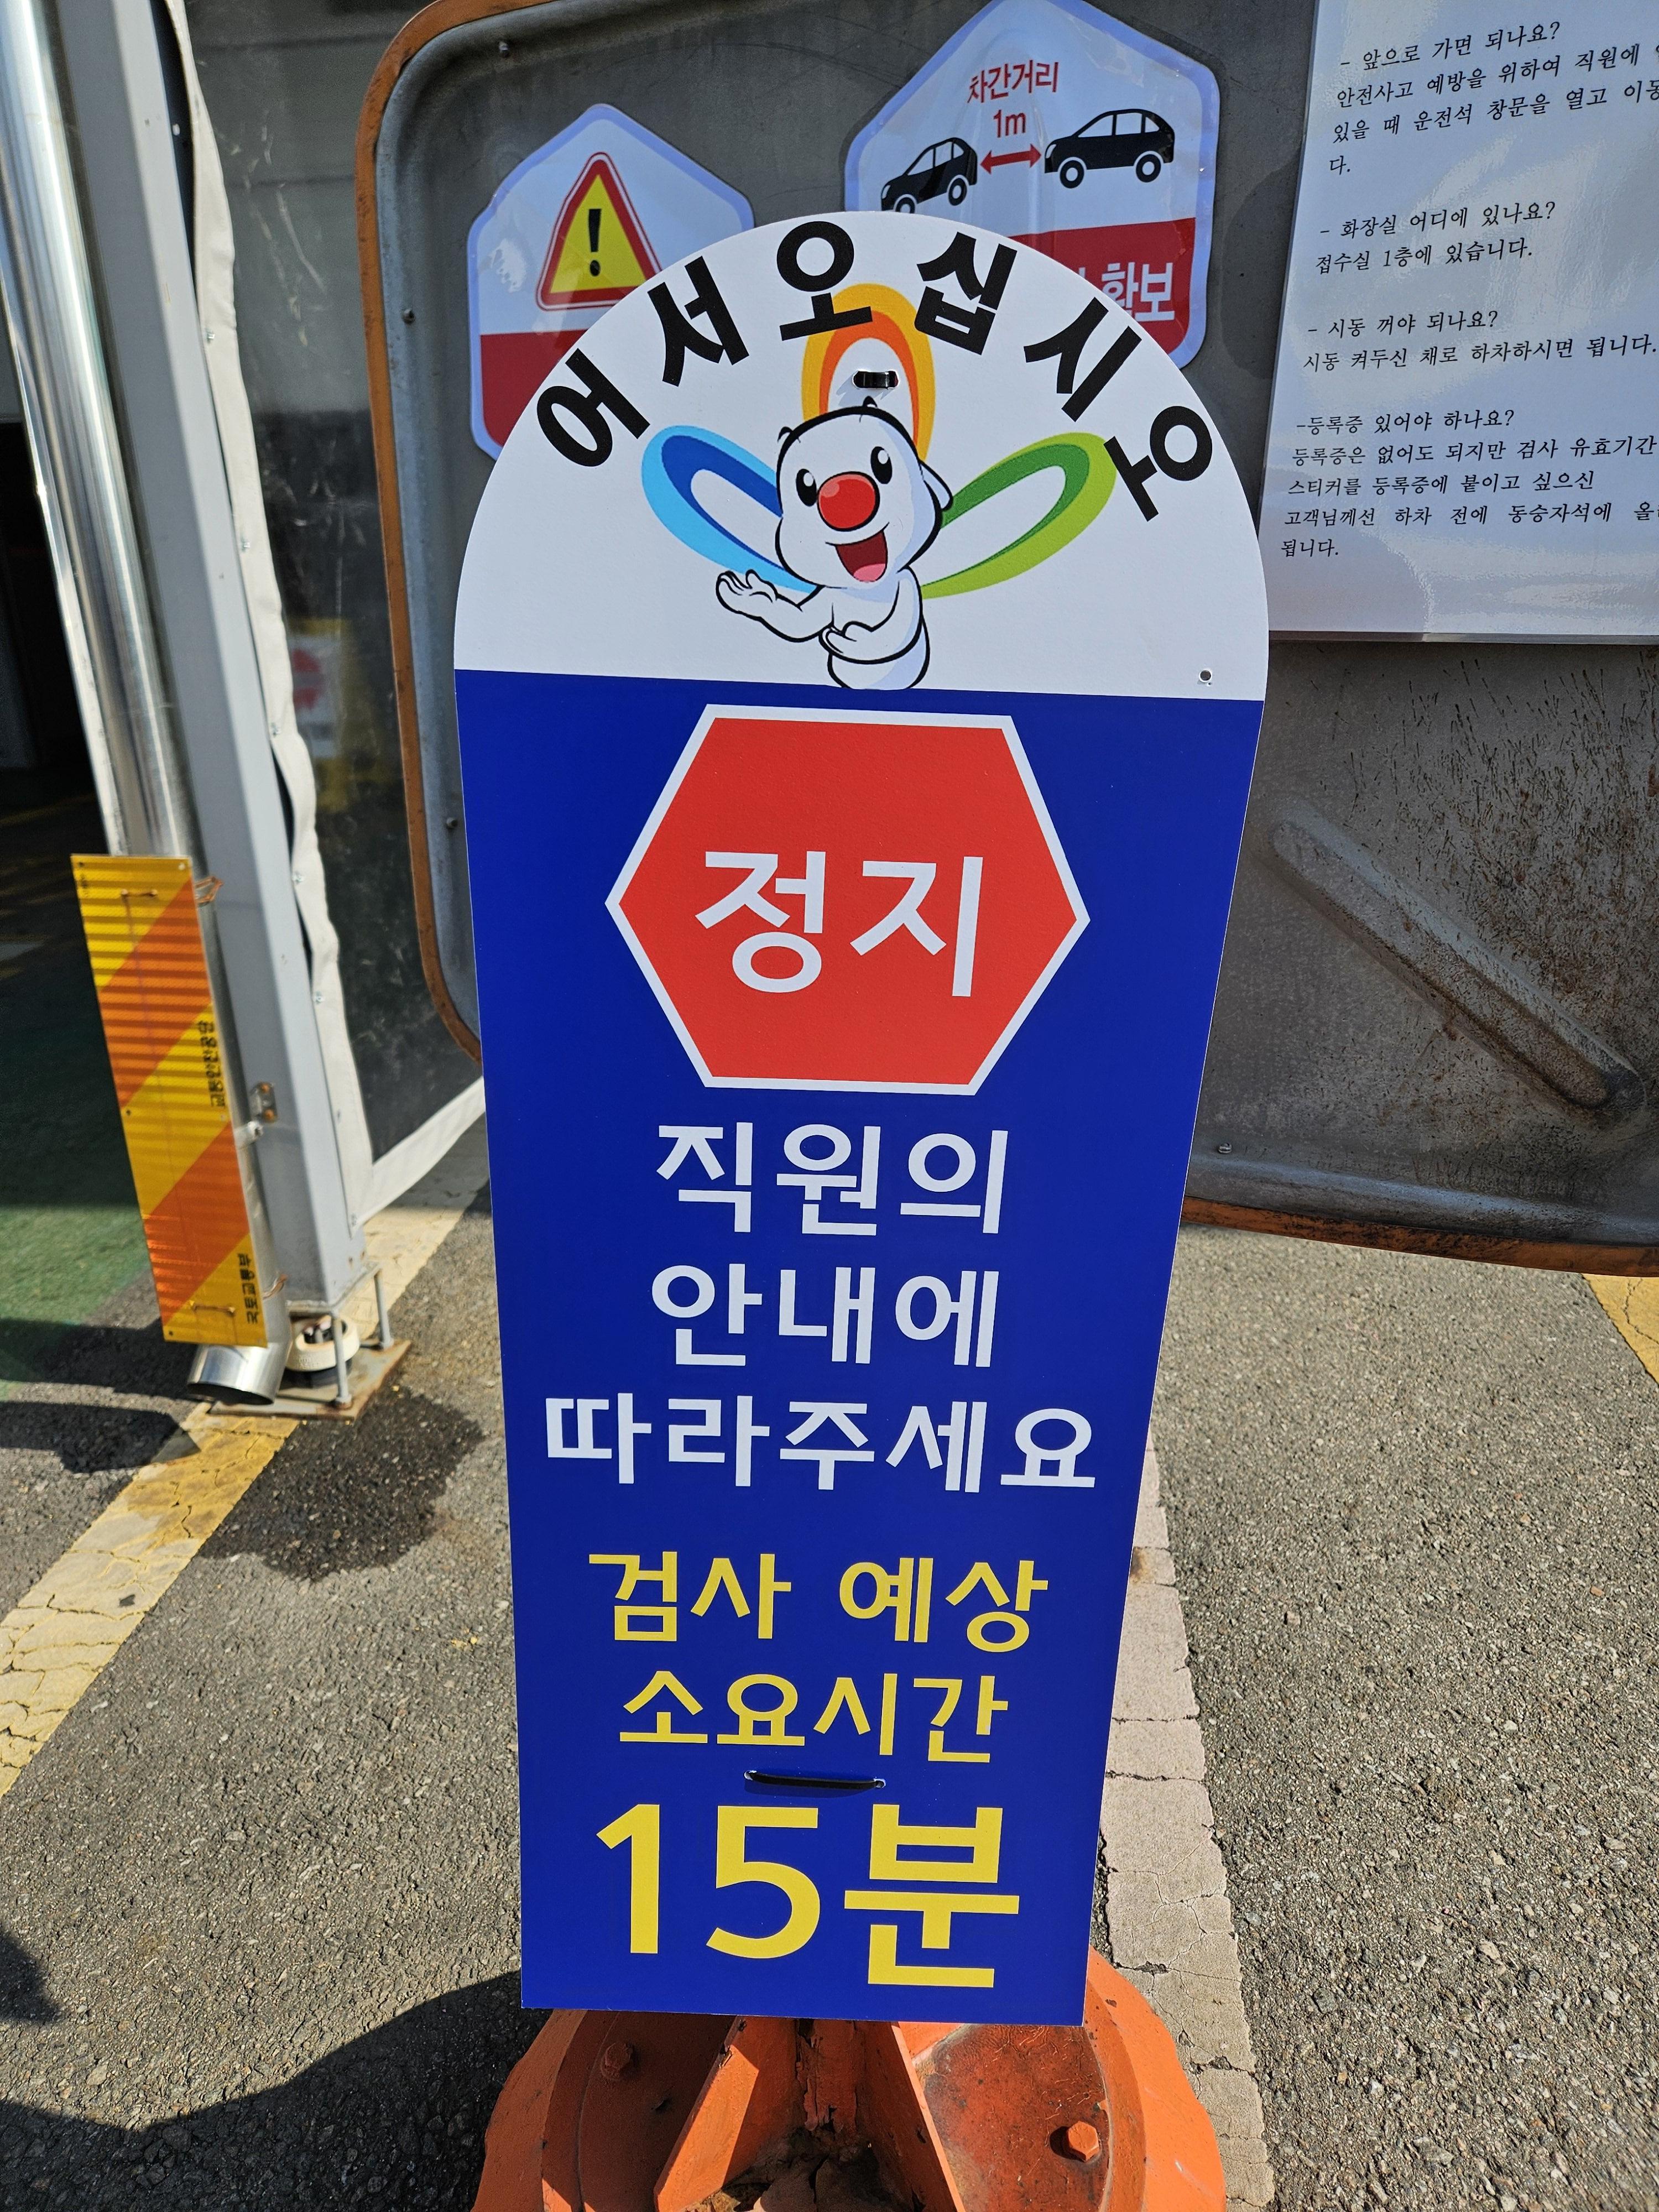 차간거리
1m
확보
- 앞으로 가면 되나요?
안전사고 예방을 위하여 직원에
있을 때 운전석 창문을 열고
다.
- 화장실 어디에 있나요?
접수실 1층에 있습니다.
- 시동 꺼야 되나요?
시동 켜두신 채로 하차하시면 됩니다.
-등록증 있어야 하나요?
등록증은 없어도 되지만 검사 유효기간
스티커를 등록증에 붙이고 싶으신
고객님께선 하차 전에 동승자석에
됩니다.
어서오십시오
정지
직원의
안내에
따라주세요
검사 예상
소요시간
15분